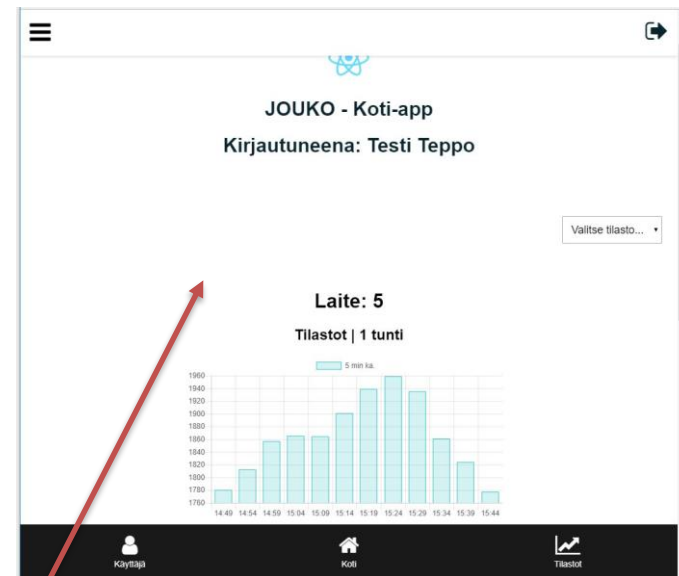 JOUKO - Koti-app
Kirjautuneena: Testi Teppo
Valitse tilasto...
Laite: 5
Tilastot | 1 tunti
5 min ka.
1960
1940
1920
1900
1880
1860
1840
1820
1800
1780
1760
14:49 14:54 14:59 15:04 15:09 15:14 15:19 15:24 15:29 15:34 15:39 15:44
Käyttäjä Koti Tilastot